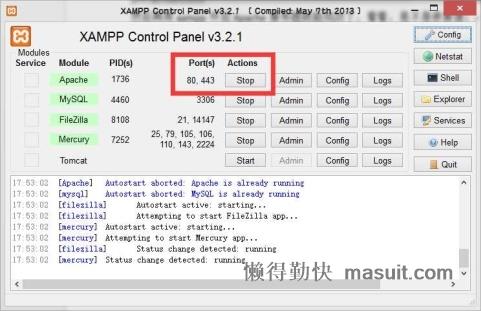 XAMPP Control Panel v3.2.1 [ Compiled: May 7th 2013 ]
XAMPP Control Panel v3.2.1
Config
Modules
Service Module PID(s) Port(s) Actions
Netstat
Apache 1736 80, 443 Stop Admin Config Logs
Shell
MySQL 4460 3306 Stop Admin Config Logs
Explorer
FileZilla 8108 21, 14147 Stop Admin Config Logs
Services
Mercury 7252 25, 79, 105, 106, Stop Admin Config Logs
110, 143, 2224
Help
Tomcat Start Admin Config Logs
Quit
17:53:02 [Apache] Autostart aborted: Apache is already running
17:53:02 [mysql] Autostart aborted: MySQL is already running
17:53:02 [filezilla] Autostart active: starting...
17:53:02 [filezilla] Attempting to start FileZilla app...
17:53:02 [mercury] Autostart active: starting...
17:53:02 [mercury] Attempting to start Mercury app...
17:53:02 [filezilla] Status change detected: running
17:53:02 [mercury] Status change detected: running
懒得勤快 masuit.com